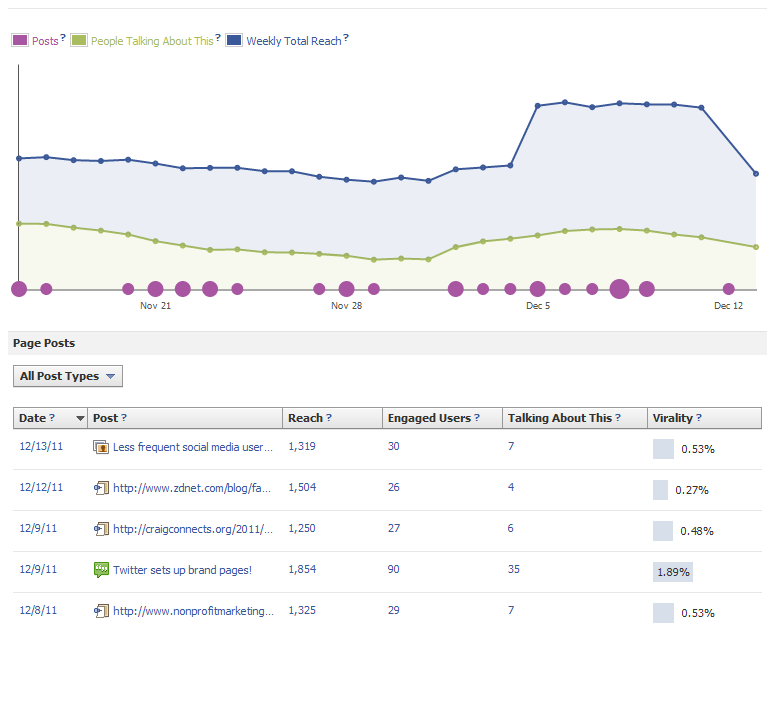 Posts? People Talking About This? Weekly Total Reach?
Nov 21 Nov 28 Dec 5 Dec 12
Page Posts
All Post Types
Date? Post? Reach? Engaged Users? Talking About This? Virality?
12/13/11 Less frequent social media user... 1,319 30 7 0.53%
12/12/11 http://www.zdnet.com/blog/fa... 1,504 26 4 0.27%
12/9/11 http://craigconnects.org/2011/... 1,250 27 6 0.48%
12/9/11 Twitter sets up brand pages! 1,854 90 35 1.89%
12/8/11 http://www.nonprofitmarketing... 1,325 29 7 0.53%